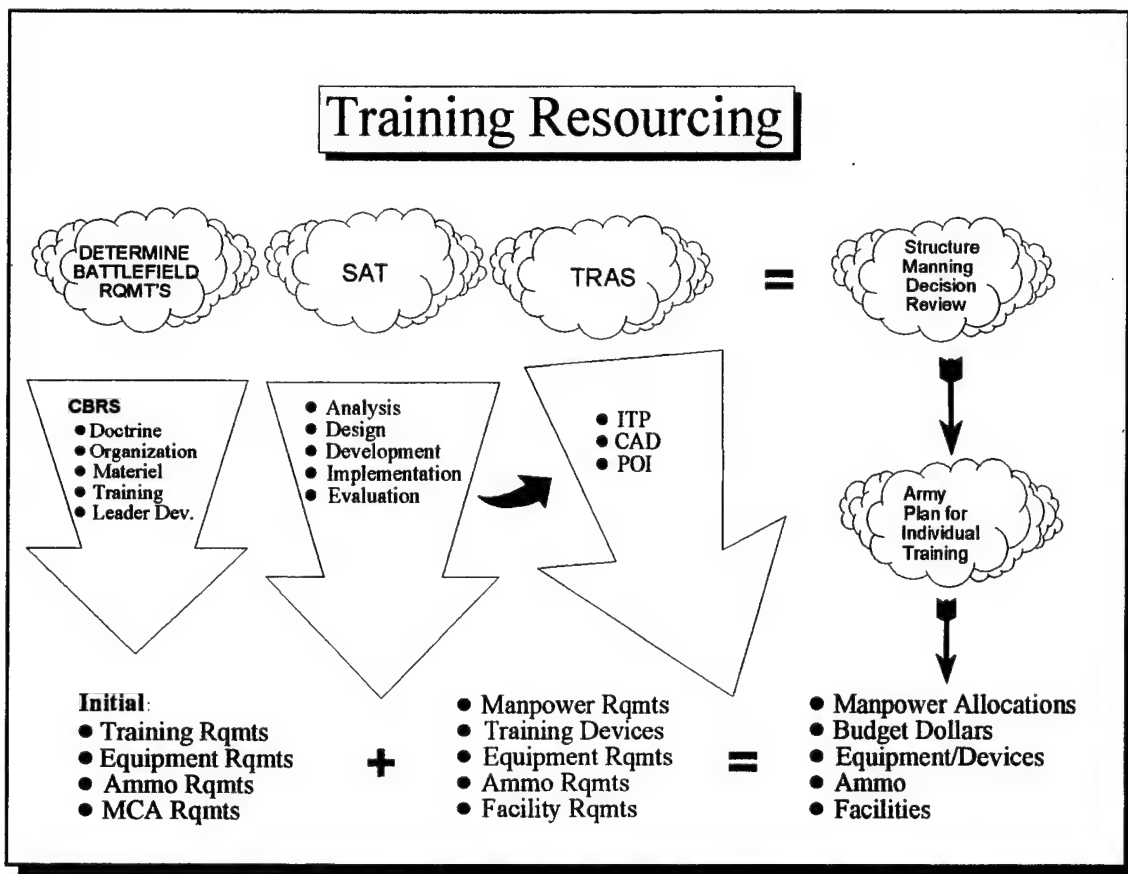 Training Resourcing
DETERMINE
BATTLEFIELD
RQMT'S
SAT
TRAS
=
Structure
Manning
Decision
Review
CBRS
● Doctrine
● Organization
● Materiel
● Training
● Leader Dev.
● Analysis
● Design
● Development
● Implementation
● Evaluation
● ITP
● CAD
● POI
Army
Plan for
Individual
Training
Initial:
● Training Rqmts
● Equipment Rqmts
● Ammo Rqmts
● MCA Rqmts
+
● Manpower Rqmts
● Training Devices
● Equipment Rqmts
● Ammo Rqmts
● Facility Rqmts
=
● Manpower Allocations
● Budget Dollars
● Equipment/Devices
● Ammo
● Facilities